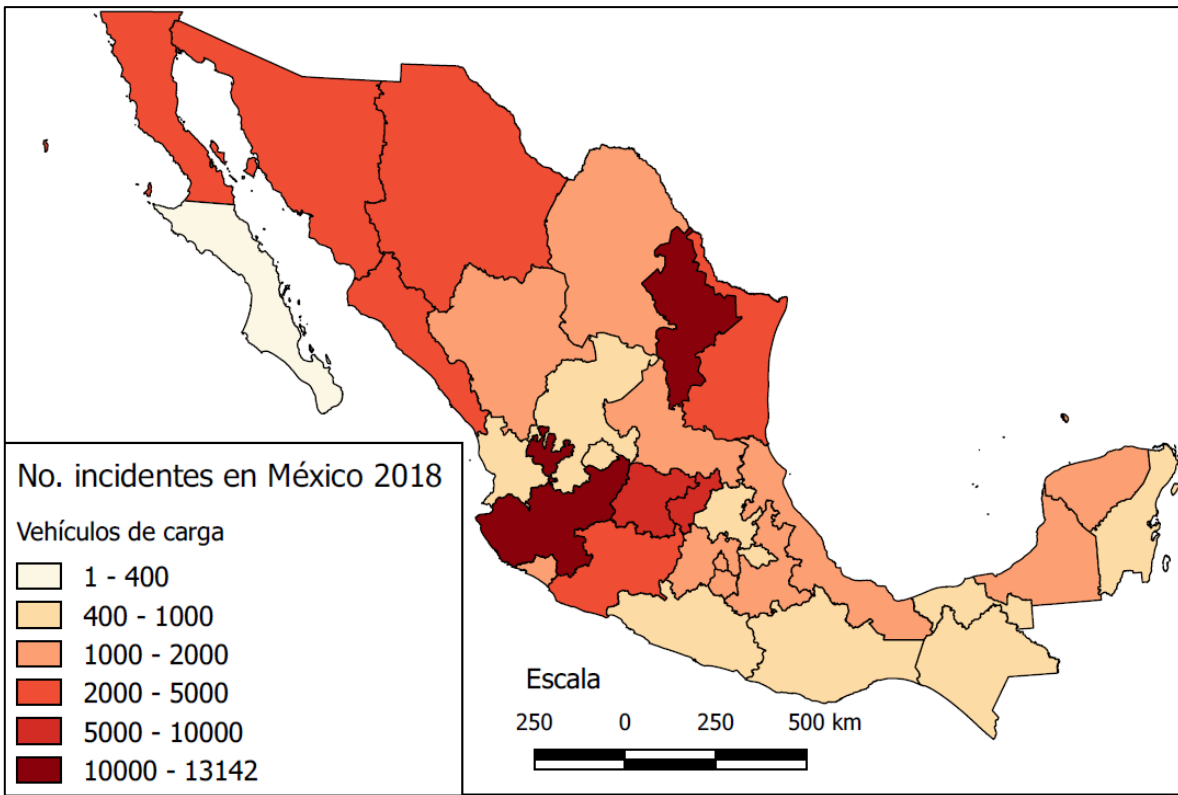 No. incidentes en México 2018
Vehículos de carga
1 - 400
400 - 1000
1000 - 2000
2000 - 5000
5000 - 10000
10000 - 13142
Escala
250 0 250 500 km